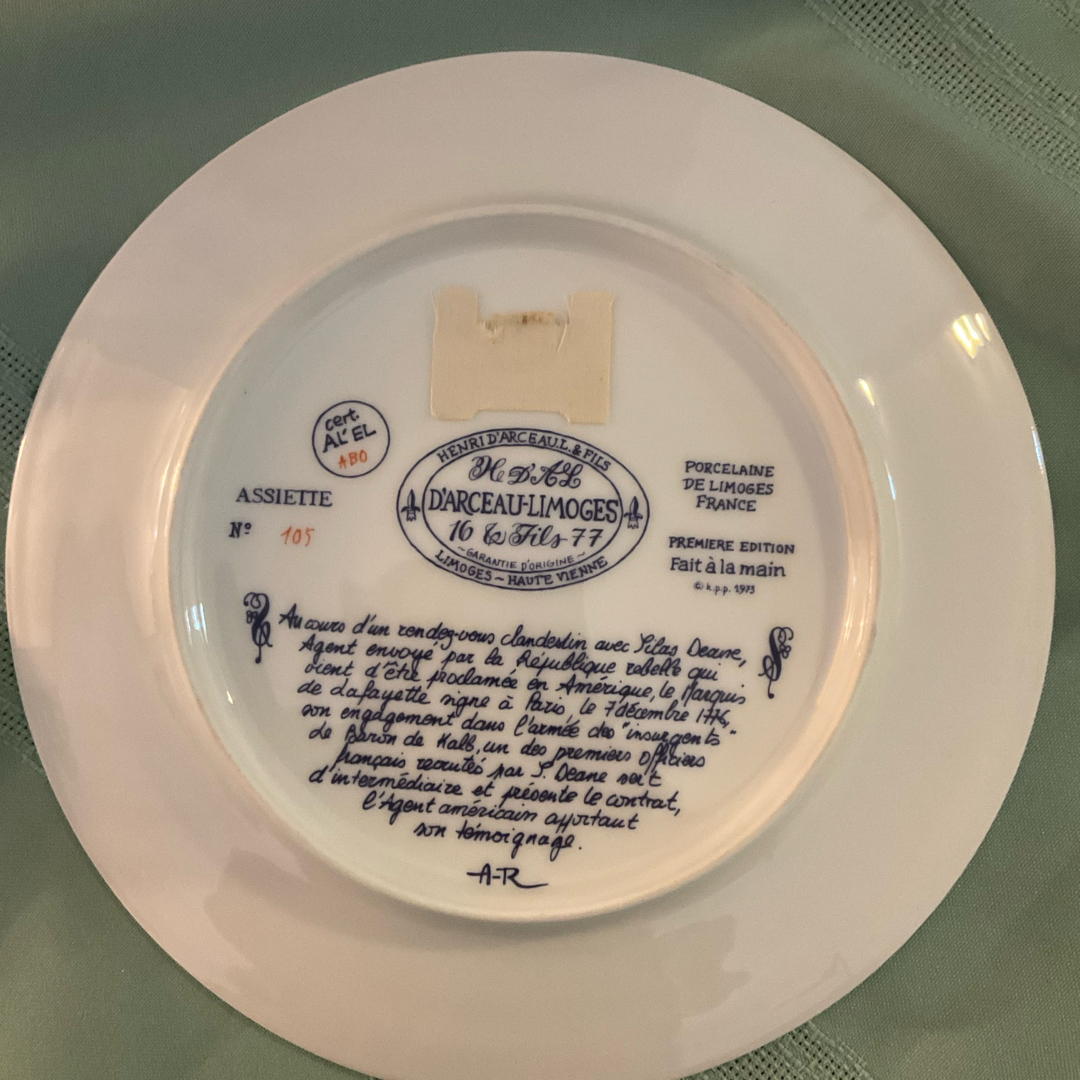 cert.
AL'EL
ABO
ASSIETTE
Nº 105
HENRI D'ARCEAU.L.& FILS
H D'A L
D'ARCEAU-LIMOGES
16 & Fils 77
~GARANTIE D'ORIGINE~
LIMOGES ~ HAUTE VIENNE
PORCELAINE
DE LIMOGES
FRANCE
PREMIERE EDITION
Fait à la main
© k.p.p. 1973
Au cours d'un rendez-vous clandestin avec Silas Deane,
Agent envoyé par la République rebelle qui
vient d'être proclamée en Amérique, le Marquis
de Lafayette signe à Paris, le 7 décembre 1776,
son engagement dans l'armée des "insurgents"
de Baron de Kalb, un des premiers officiers
français recrutés par S. Deane sert
d'intermédiaire et présente le contrat,
l'Agent américain apportant
son témoignage.
A-R